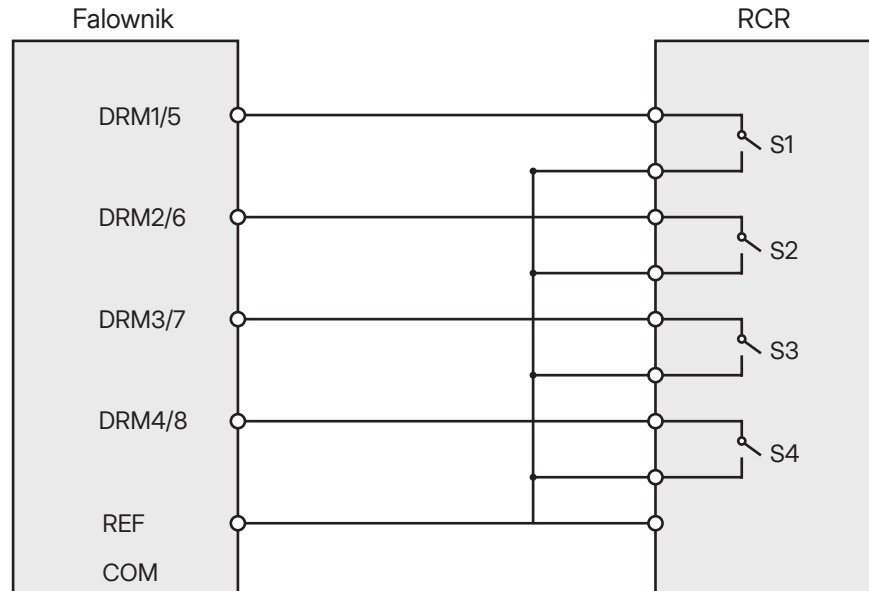 Falownik
RCR
DRM1/5
S1
DRM2/6
S2
DRM3/7
S3
DRM4/8
S4
REF
COM